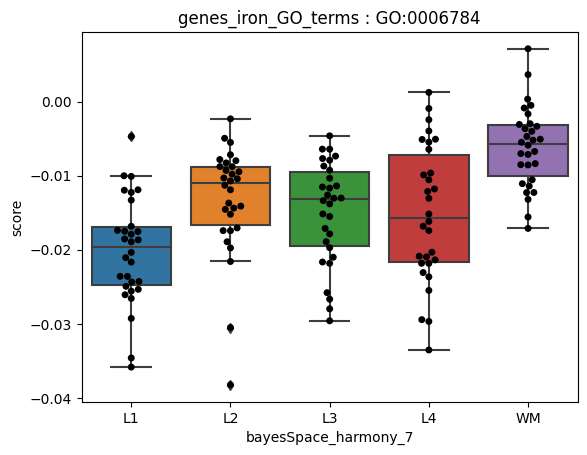 genes_iron_GO_terms : GO:0006784
0.00
−0.01
−0.02
−0.03
−0.04
score
L1 L2 L3 L4 WM
bayesSpace_harmony_7